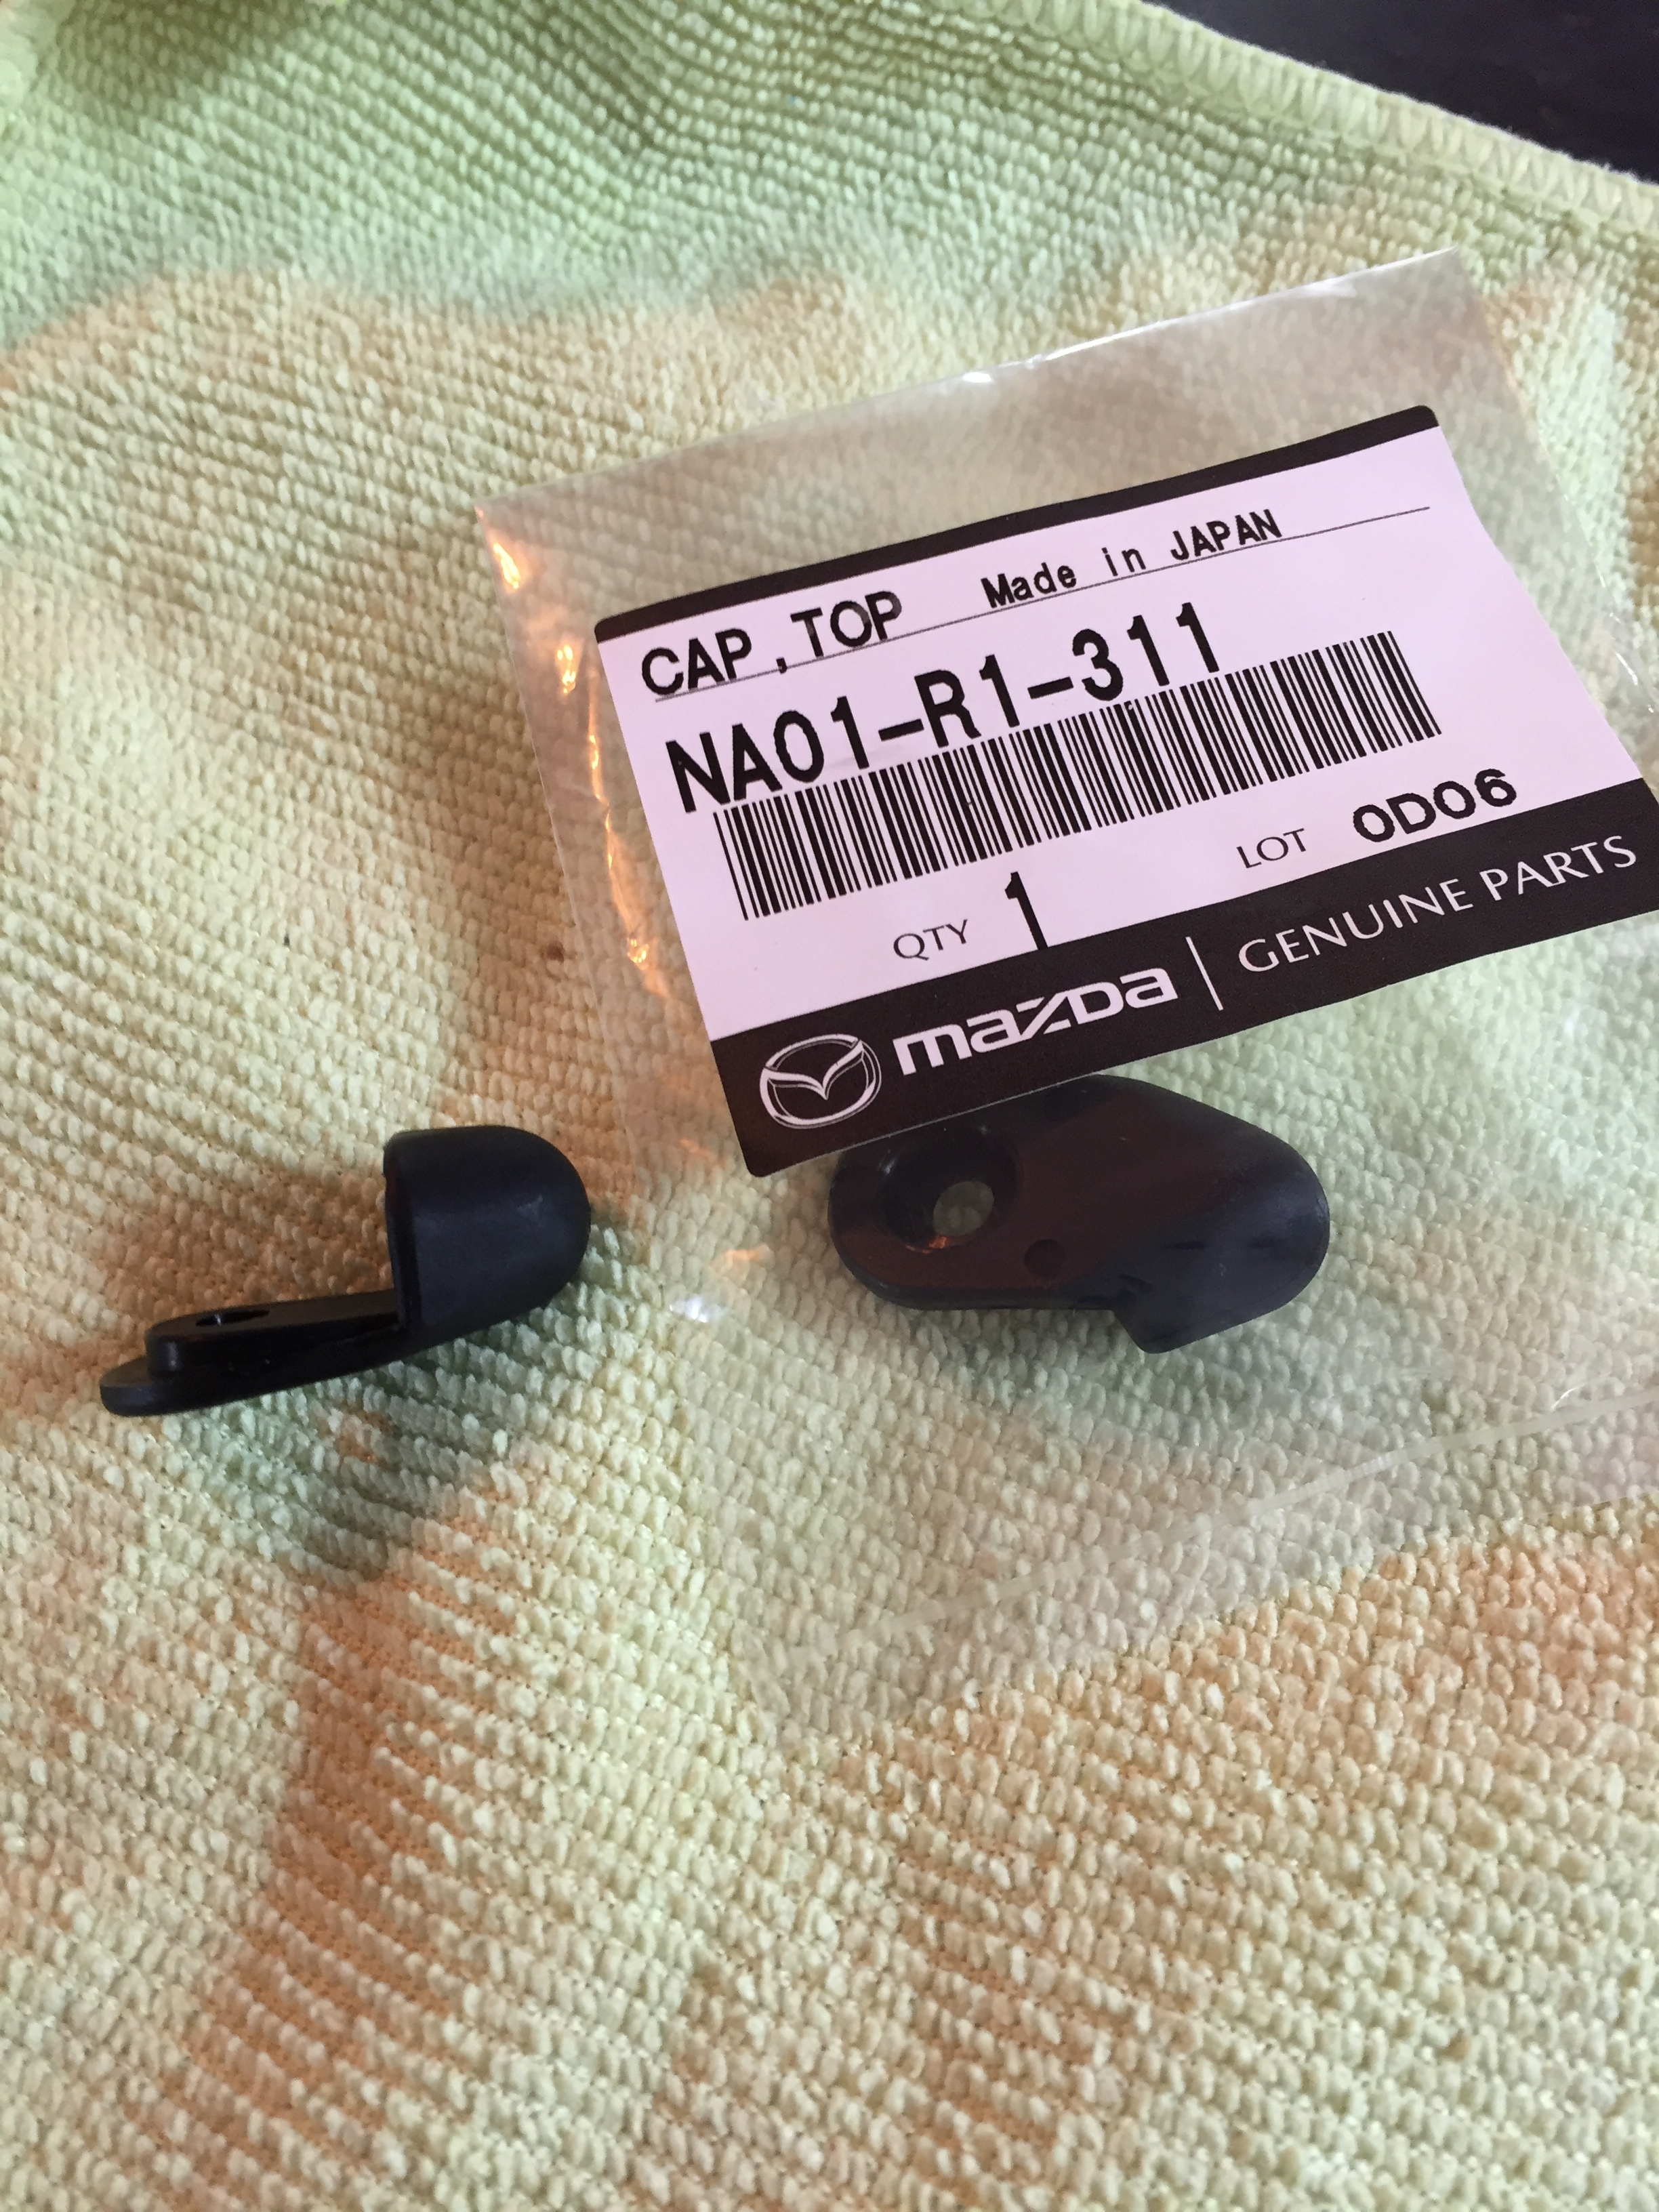 CAP,TOP Made in JAPAN
NA01-R1-311
QTY 1 LOT 0D06
mazda | GENUINE PARTS